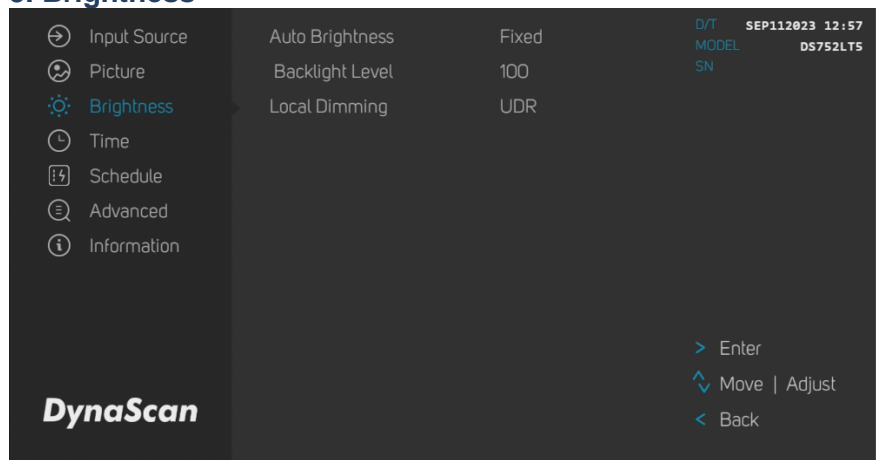 Input Source
Picture
Brightness
Time
Schedule
Advanced
Information
DynaScan
Auto Brightness Fixed
Backlight Level 100
Local Dimming UDR
D/T SEP112023 12:57
MODEL DS752LT5
SN
> Enter
Move | Adjust
< Back